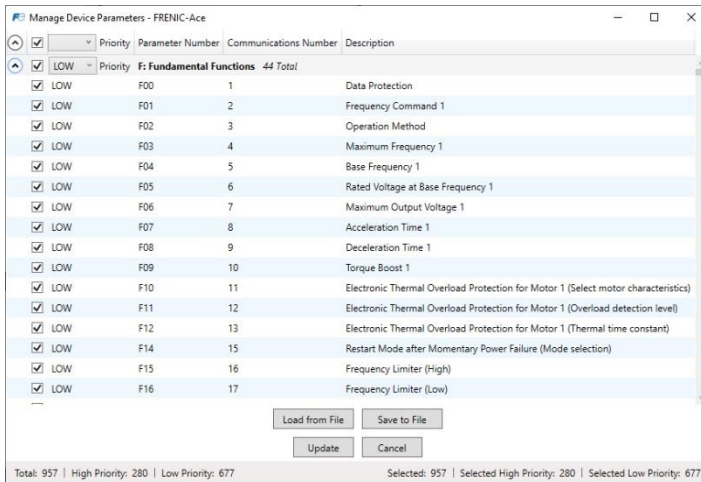 Manage Device Parameters - FRENIC-Ace
Priority Parameter Number Communications Number Description
LOW Priority F: Fundamental Functions 44 Total
LOW F00 1 Data Protection
LOW F01 2 Frequency Command 1
LOW F02 3 Operation Method
LOW F03 4 Maximum Frequency 1
LOW F04 5 Base Frequency 1
LOW F05 6 Rated Voltage at Base Frequency 1
LOW F06 7 Maximum Output Voltage 1
LOW F07 8 Acceleration Time 1
LOW F08 9 Deceleration Time 1
LOW F09 10 Torque Boost 1
LOW F10 11 Electronic Thermal Overload Protection for Motor 1 (Select motor characteristics)
LOW F11 12 Electronic Thermal Overload Protection for Motor 1 (Overload detection level)
LOW F12 13 Electronic Thermal Overload Protection for Motor 1 (Thermal time constant)
LOW F14 15 Restart Mode after Momentary Power Failure (Mode selection)
LOW F15 16 Frequency Limiter (High)
LOW F16 17 Frequency Limiter (Low)
Load from File Save to File
Update Cancel
Total: 957 | High Priority: 280 | Low Priority: 677 Selected: 957 | Selected High Priority: 280 | Selected Low Priority: 677